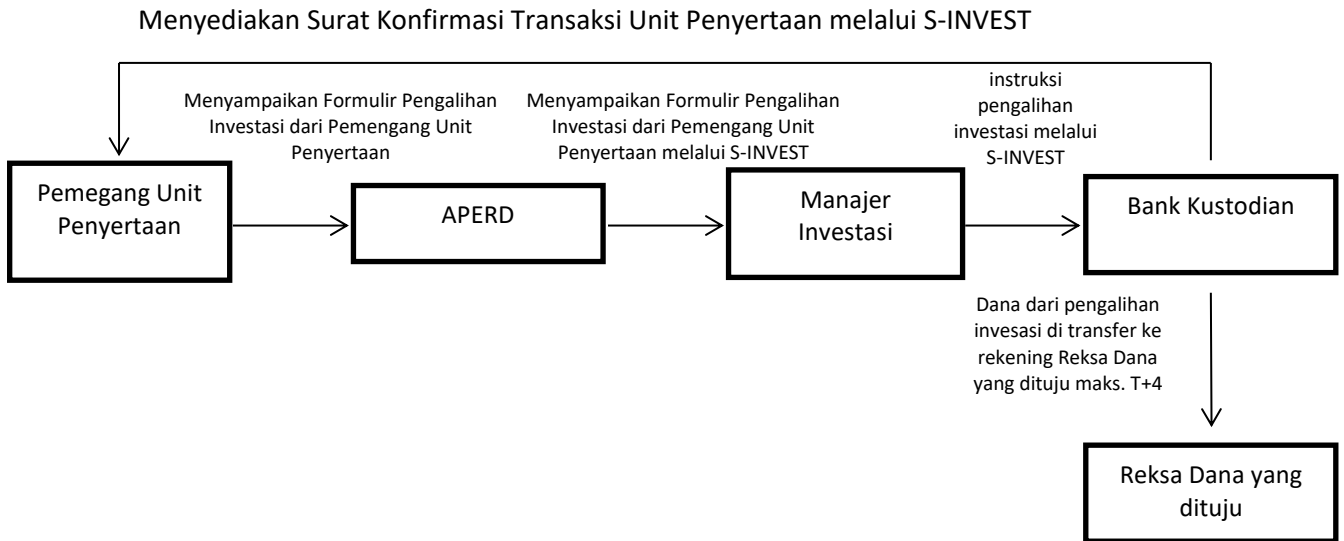 Menyediakan Surat Konfirmasi Transaksi Unit Penyertaan melalui S-INVEST
Menyampaikan Formulir Pengalihan
Investasi dari Pemengang Unit
Penyertaan
Menyampaikan Formulir Pengalihan
Investasi dari Pemengang Unit
Penyertaan melalui S-INVEST
instruksi
pengalihan
investasi melalui
S-INVEST
Pemegang Unit
Penyertaan
APERD
Manajer
Investasi
Bank Kustodian
Dana dari pengalihan
invesasi di transfer ke
rekening Reksa Dana
yang dituju maks. T+4
Reksa Dana yang
dituju